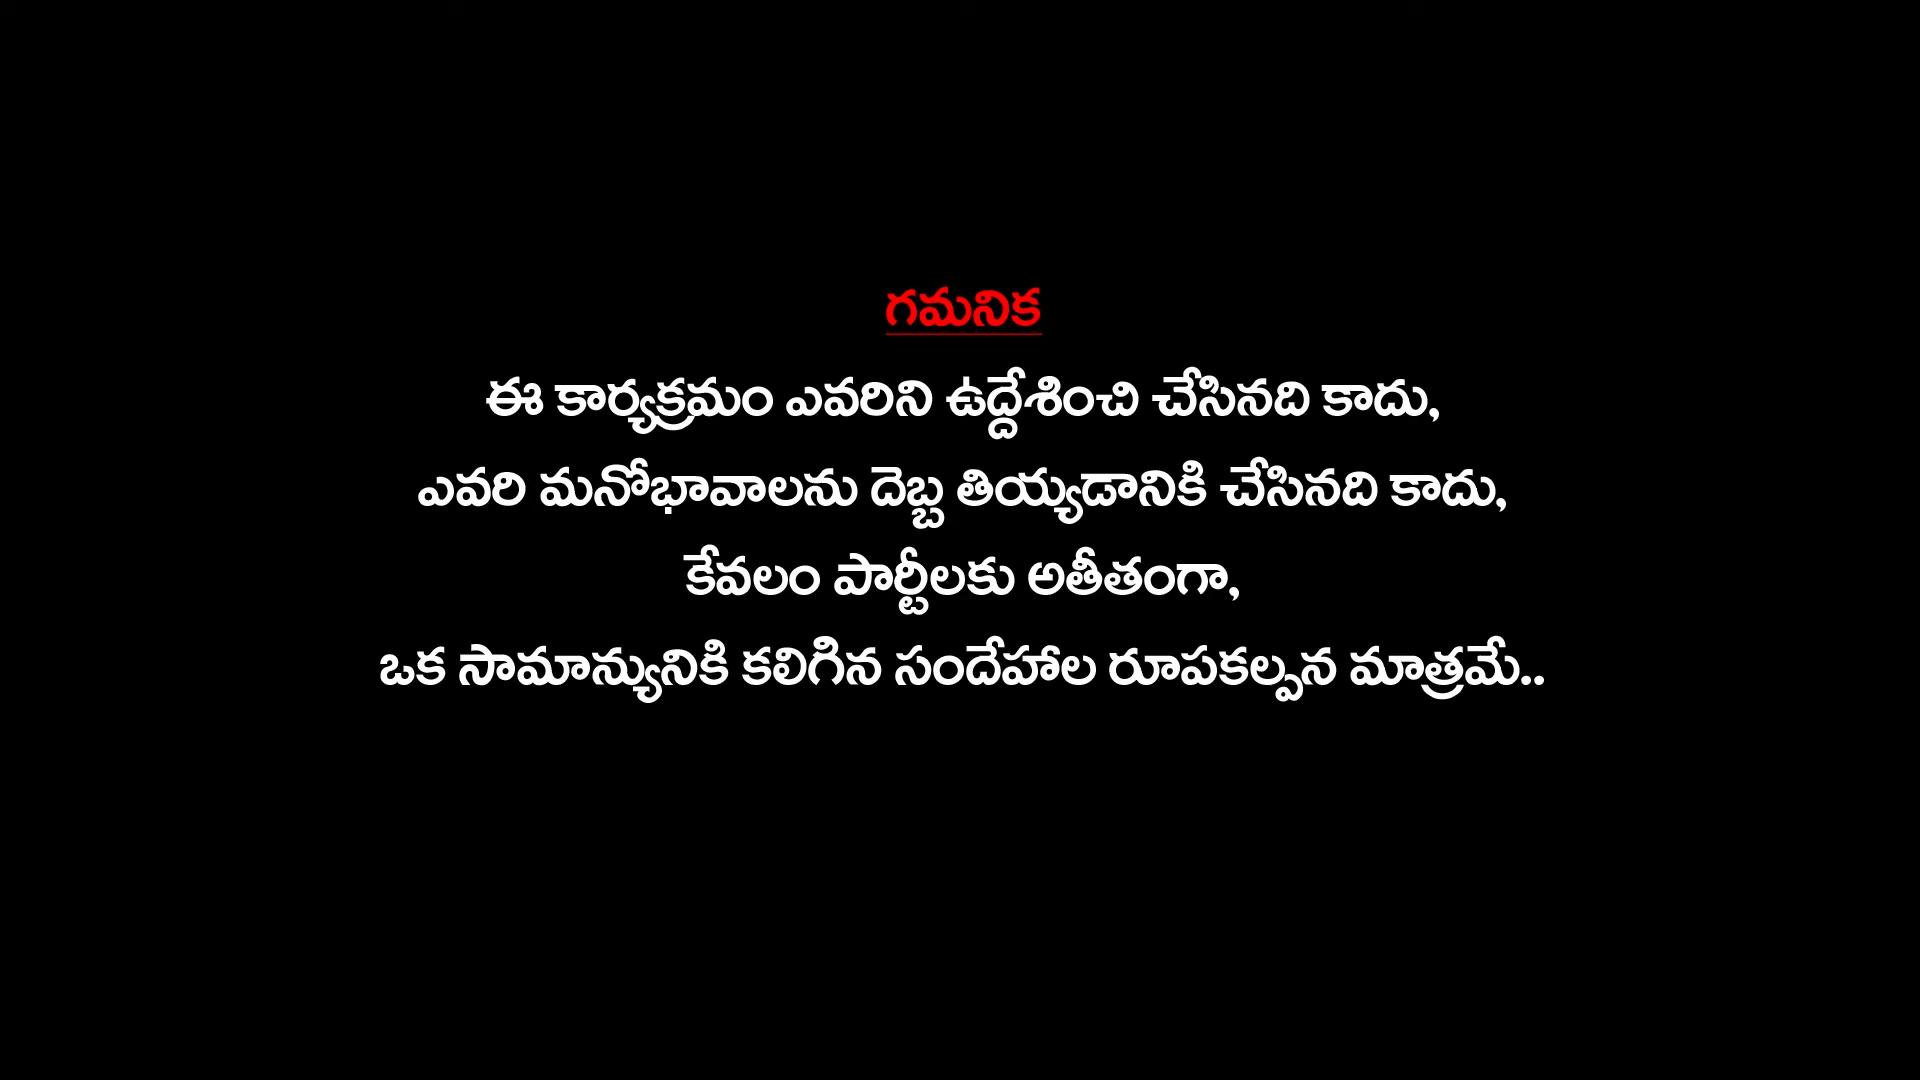 గమనిక
ఈ కార్యక్రమం ఎవరిని ఉద్దేశించి చేసినది కాదు,
ఎవరి మనోభావాలను దెబ్బ తియ్యడానికి చేసినది కాదు,
కేవలం పార్టీలకు అతీతంగా,
ఒక సామాన్యునికి కలిగిన సందేహాల రూపకల్పన మాత్రమే..